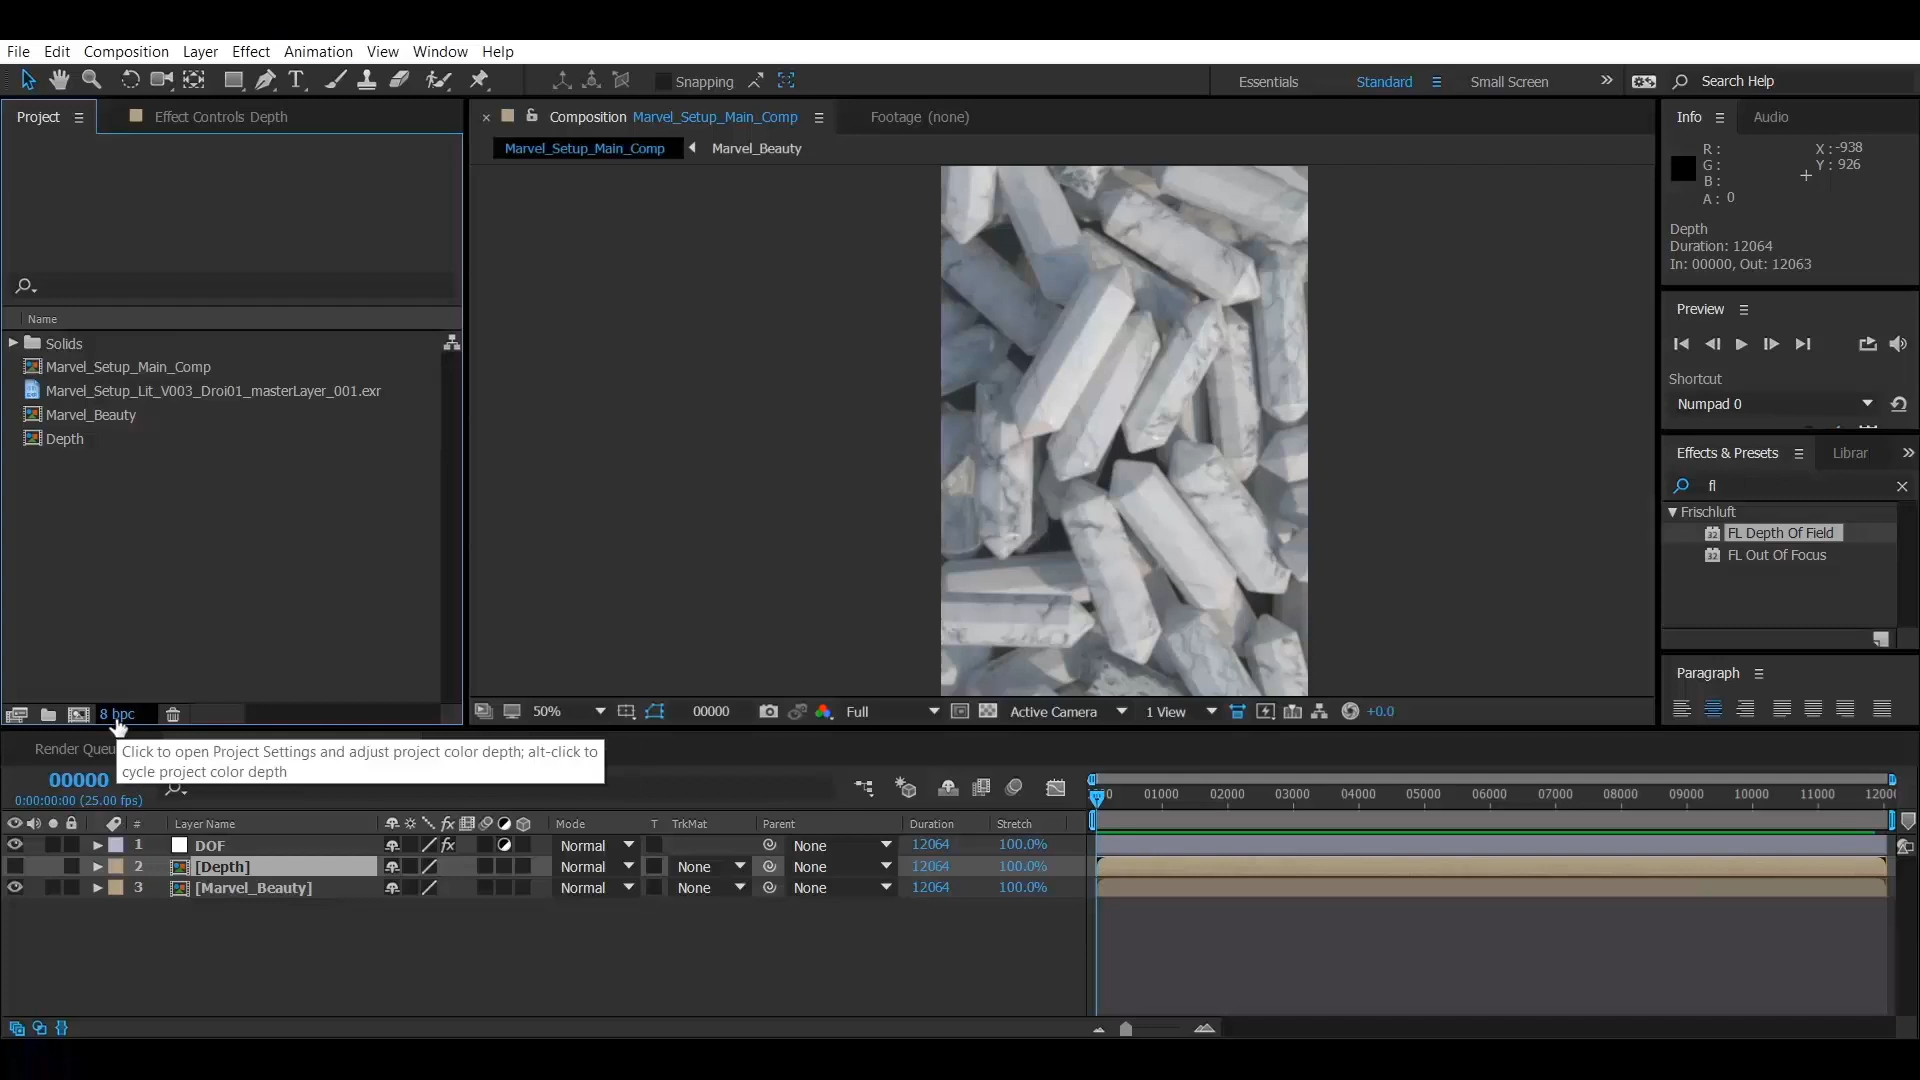 File Edit Composition Layer Effect Animation View Window Help
Snapping Essentials Standard Small Screen Search Help
Project Effect Controls Depth
Composition Marvel_Setup_Main_Comp Footage (none)
Marvel_Setup_Main_Comp Marvel_Beauty
Name
Solids
Marvel_Setup_Main_Comp
Marvel_Setup_Lit_V003_Droi01_masterLayer_001.exr
Marvel_Beauty
Depth
8 bpc
50% 00000 Full Active Camera 1 View +0.0
Info Audio
R : X : -938
G : Y : 926
B :
A : 0
Depth
Duration: 12064
In: 00000, Out: 12063
Preview
Shortcut
Numpad 0
Effects & Presets Librar
fl
Frischluft
FL Depth Of Field
FL Out Of Focus
Paragraph
Render Queu
Click to open Project Settings and adjust project color depth; alt-click to
cycle project color depth
00000
0:00:00:00 (25.00 fps)
01000 02000 03000 04000 05000 06000 07000 08000 09000 10000 11000
# Layer Name Mode T TrkMat Parent Duration Stretch
1 DOF Normal None 12064 100.0%
2 [Depth] Normal None None 12064 100.0%
3 [Marvel_Beauty] Normal None None 12064 100.0%